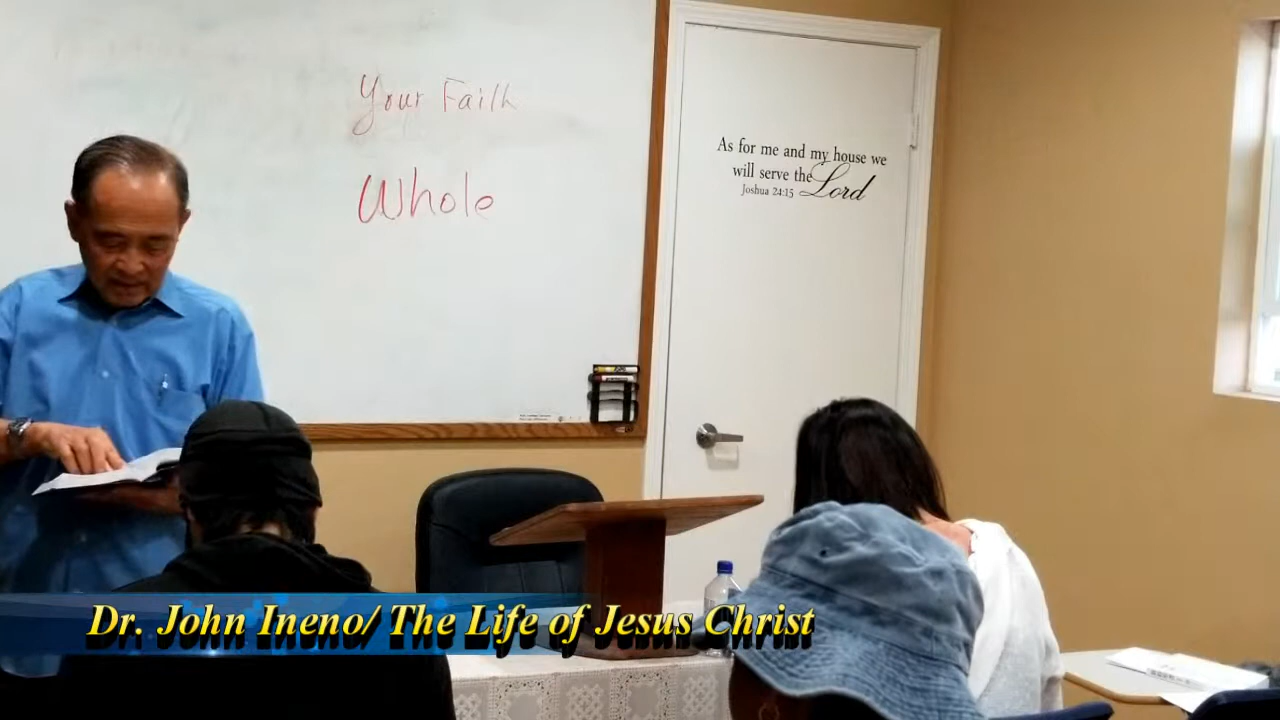 Your Faith
Whole
As for me and my house we
will serve the Lord
Joshua 24:15
Dr. John Ineno/ The Life of Jesus Christ